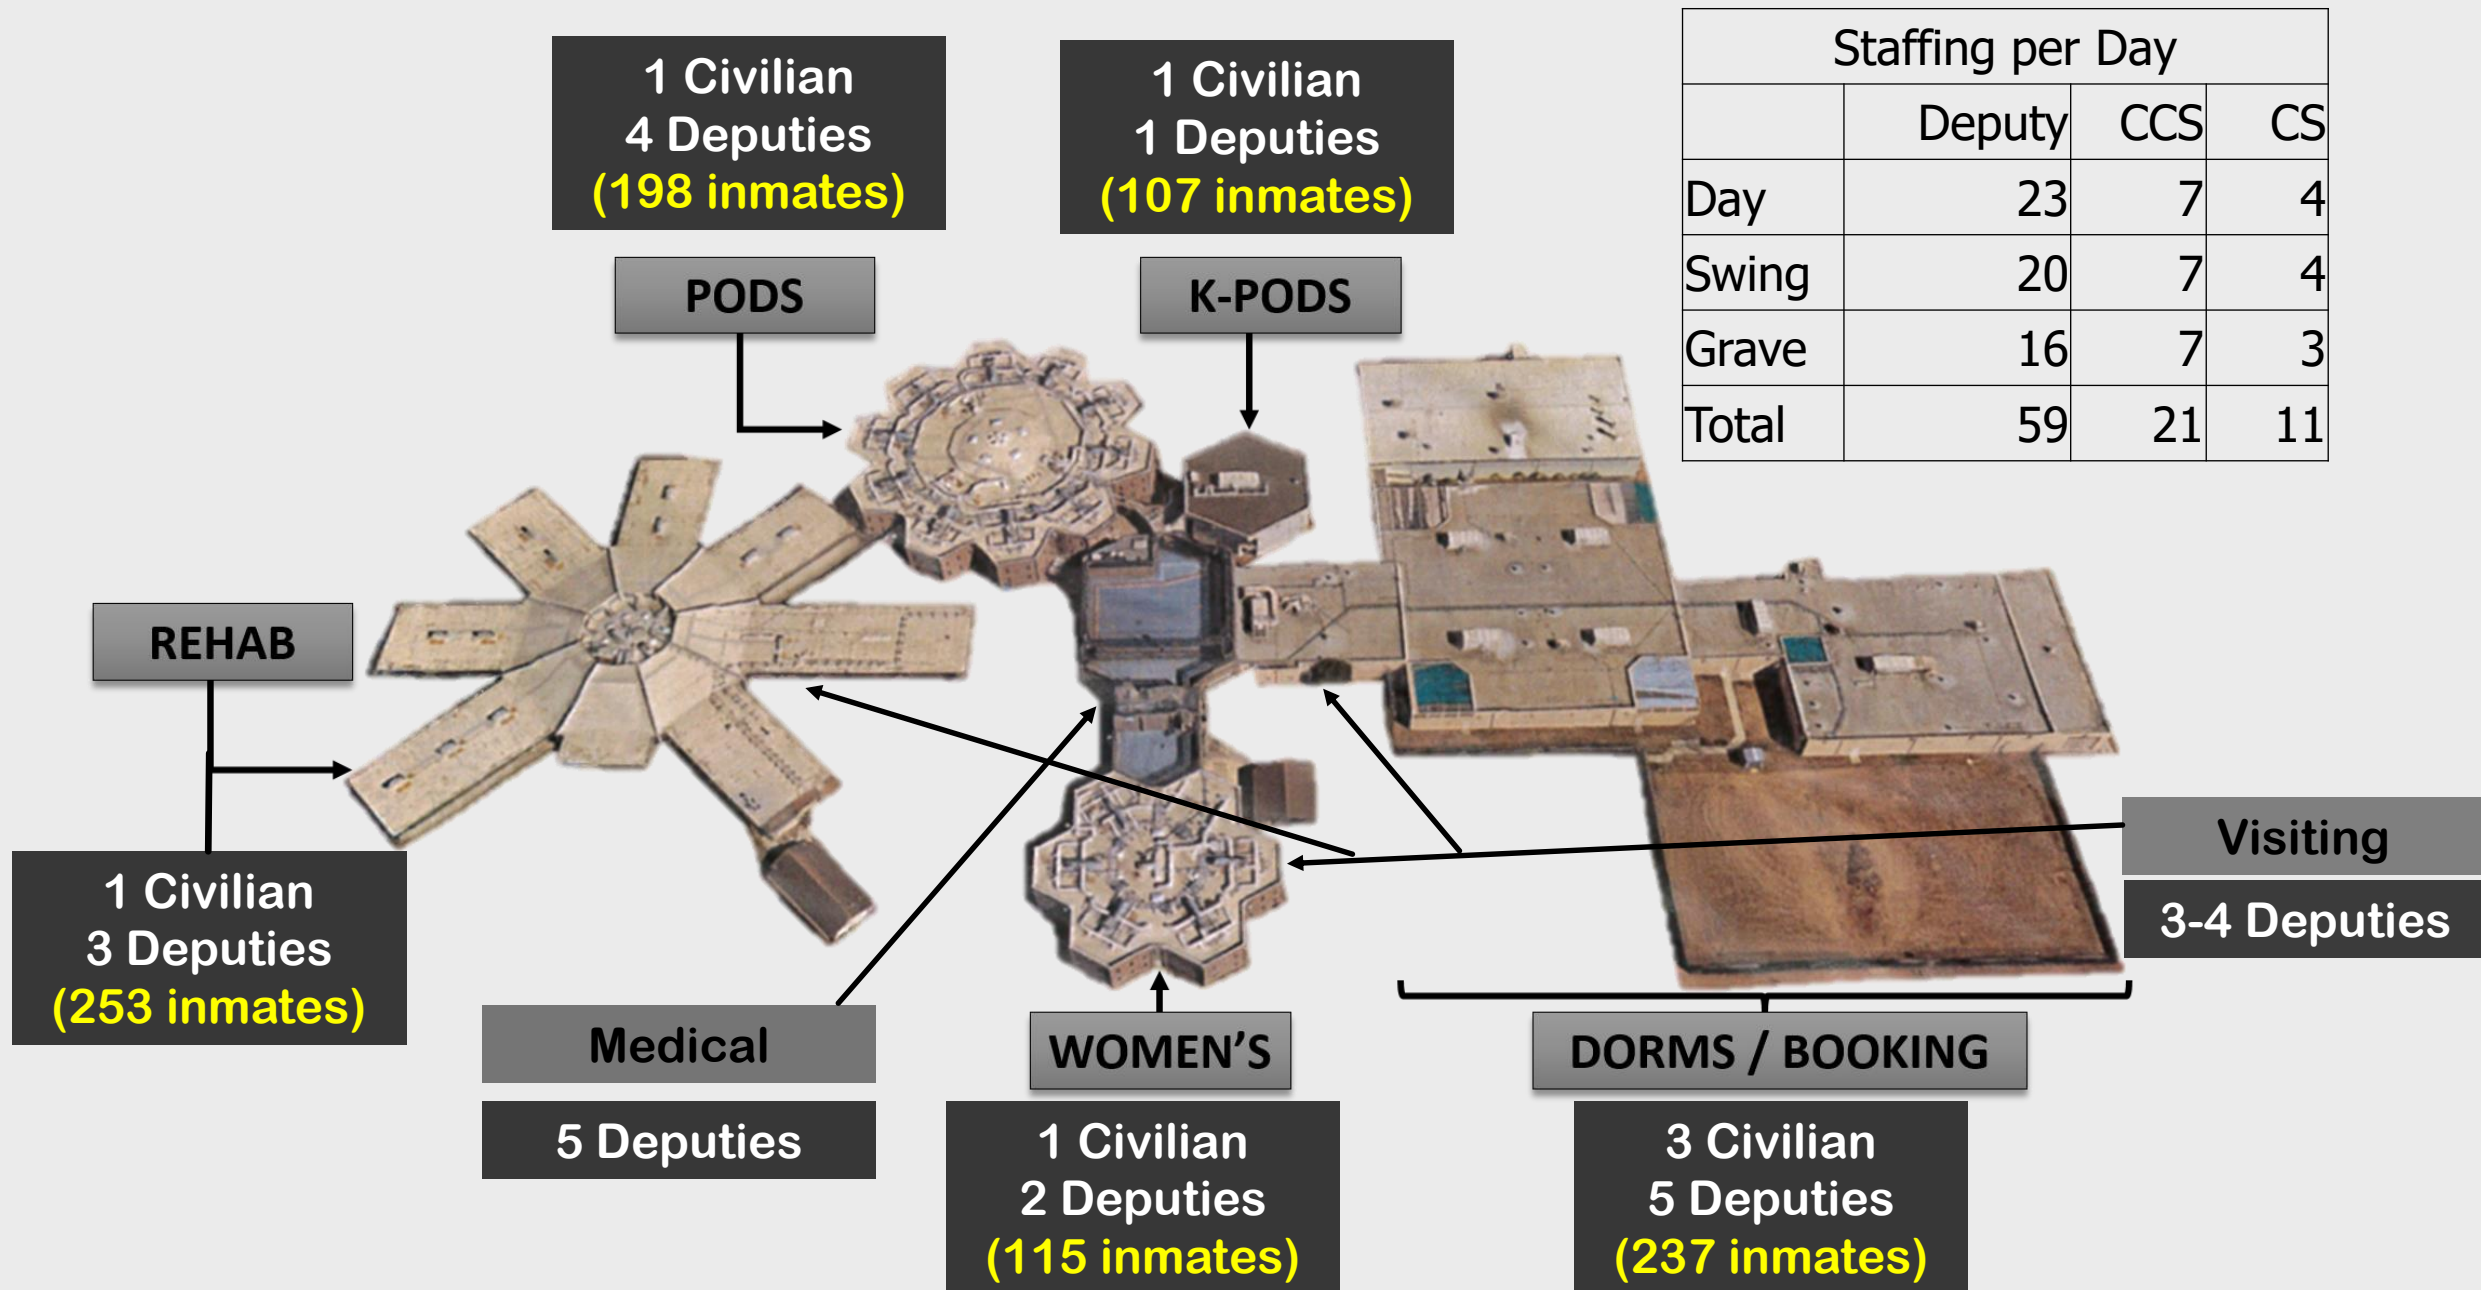 1 Civilian
4 Deputies
(198 inmates)
PODS
1 Civilian
1 Deputies
(107 inmates)
K-PODS
Staffing per Day
Deputy CCS CS
Day 23 7 4
Swing 20 7 4
Grave 16 7 3
Total 59 21 11
REHAB
1 Civilian
3 Deputies
(253 inmates)
Medical
5 Deputies
WOMEN'S
1 Civilian
2 Deputies
(115 inmates)
DORMS / BOOKING
3 Civilian
5 Deputies
(237 inmates)
Visiting
3-4 Deputies